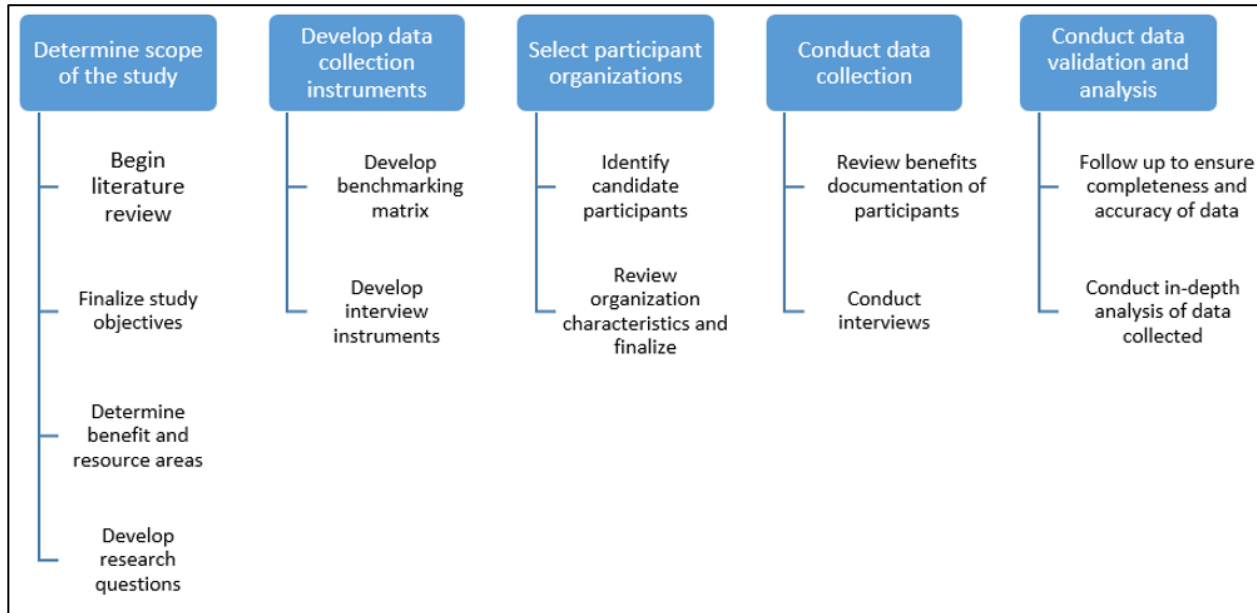 Determine scope
of the study
Begin
literature
review
Finalize study
objectives
Determine
benefit and
resource areas
Develop
research
questions
Develop data
collection
instruments
Develop
benchmarking
matrix
Develop
interview
instruments
Select participant
organizations
Identify
candidate
participants
Review
organization
characteristics and
finalize
Conduct data
collection
Review benefits
documentation of
participants
Conduct
interviews
Conduct data
validation and
analysis
Follow up to ensure
completeness and
accuracy of data
Conduct in-depth
analysis of data
collected